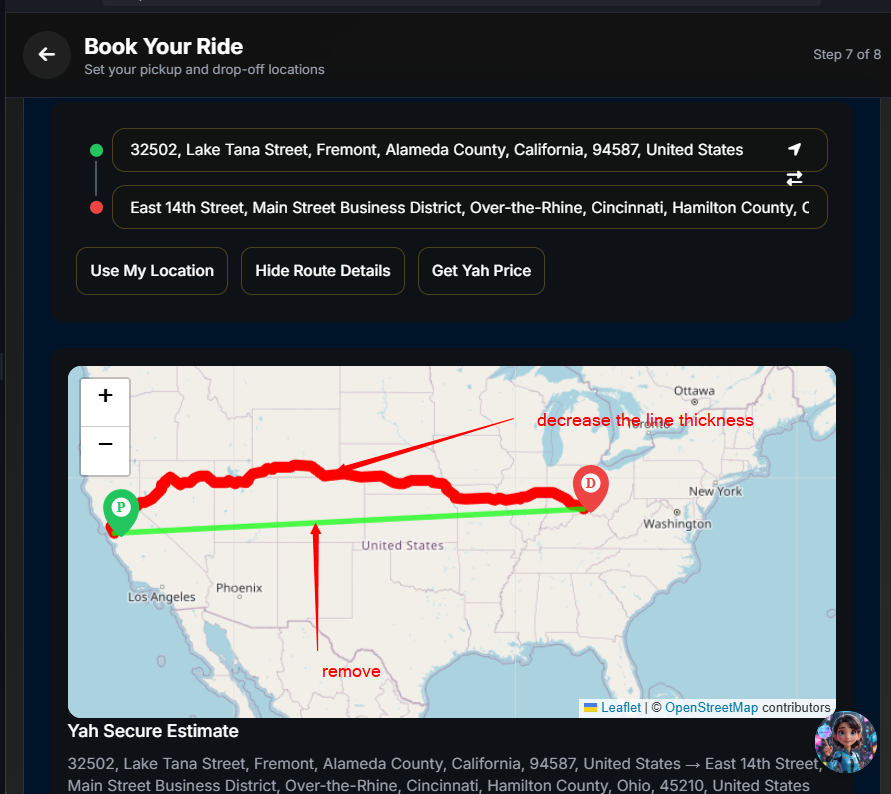 Book Your Ride
Set your pickup and drop-off locations
Step 7 of 8
32502, Lake Tana Street, Fremont, Alameda County, California, 94587, United States
East 14th Street, Main Street Business District, Over-the-Rhine, Cincinnati, Hamilton County,
Use My Location
Hide Route Details
Get Yah Price
+
−
Ottawa
decrease the line thickness
Toronto
P
D
New York
Washington
United States
Los Angeles
Phoenix
remove
Leaflet | © OpenStreetMap contributors
Yah Secure Estimate
32502, Lake Tana Street, Fremont, Alameda County, California, 94587, United States → East 14th Street,
Main Street Business District, Over-the-Rhine, Cincinnati, Hamilton County, Ohio, 45210, United States